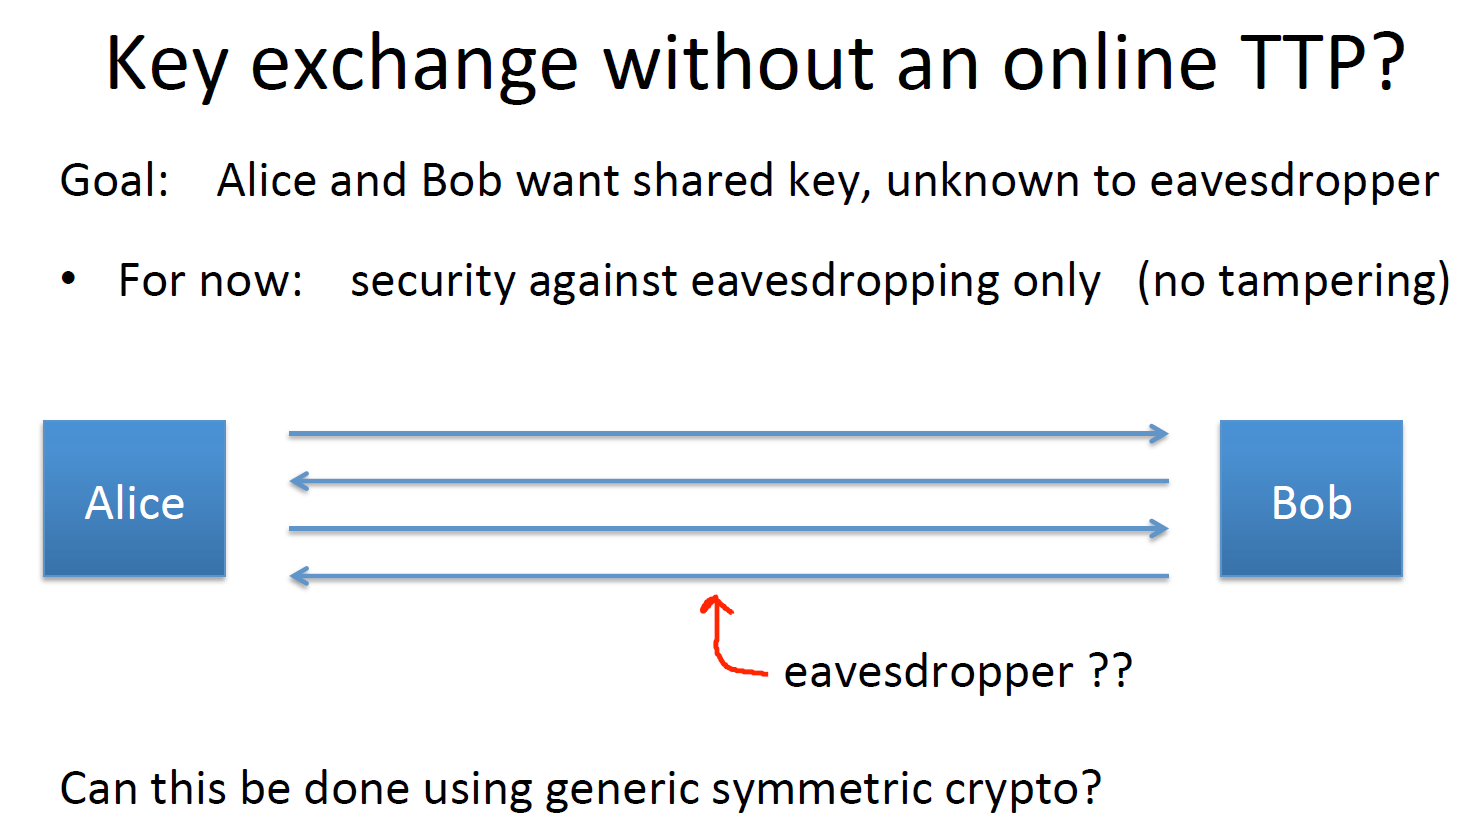 Key exchange without an online TTP?
Goal: Alice and Bob want shared key, unknown to eavesdropper
• For now: security against eavesdropping only (no tampering)
Alice
Bob
eavesdropper ??
Can this be done using generic symmetric crypto?